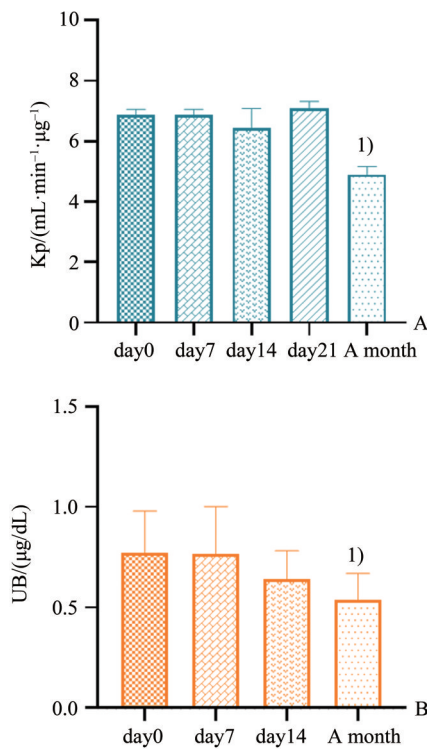 10
8
6
4
2
0
Kp/(mL·min⁻¹·μg⁻¹)
1)
day0 day7 day14 day21 A month
A
1.5
1.0
0.5
0.0
UB/(μg/dL)
1)
day0 day7 day14 A month
B